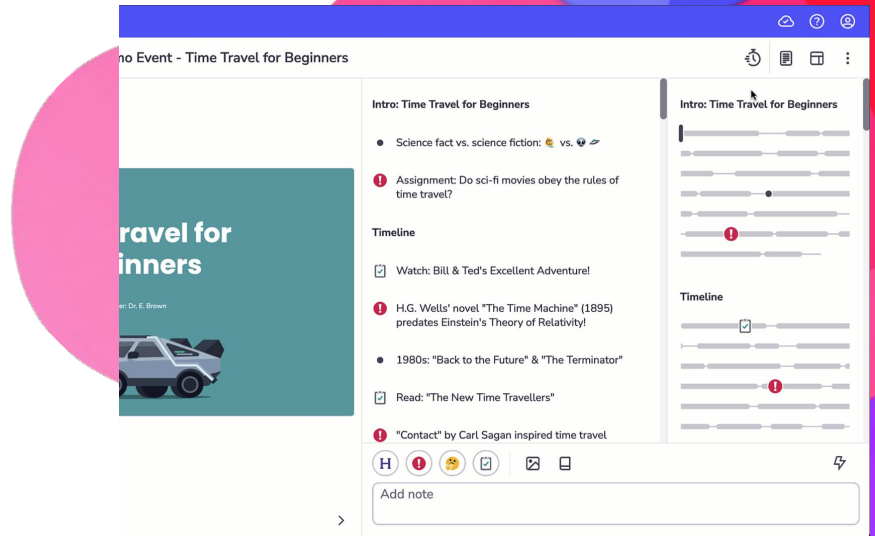 no Event - Time Travel for Beginners
Intro: Time Travel for Beginners
Science fact vs. science fiction: vs.
Assignment: Do sci-fi movies obey the rules of
time travel?
Timeline
Watch: Bill & Ted's Excellent Adventure!
H.G. Wells' novel "The Time Machine" (1895)
predates Einstein's Theory of Relativity!
1980s: "Back to the Future" & "The Terminator"
Read: "The New Time Travellers"
"Contact" by Carl Sagan inspired time travel
H
Add note
Intro: Time Travel for Beginners
Timeline
ravel for
inners
er: Dr. E. Brown